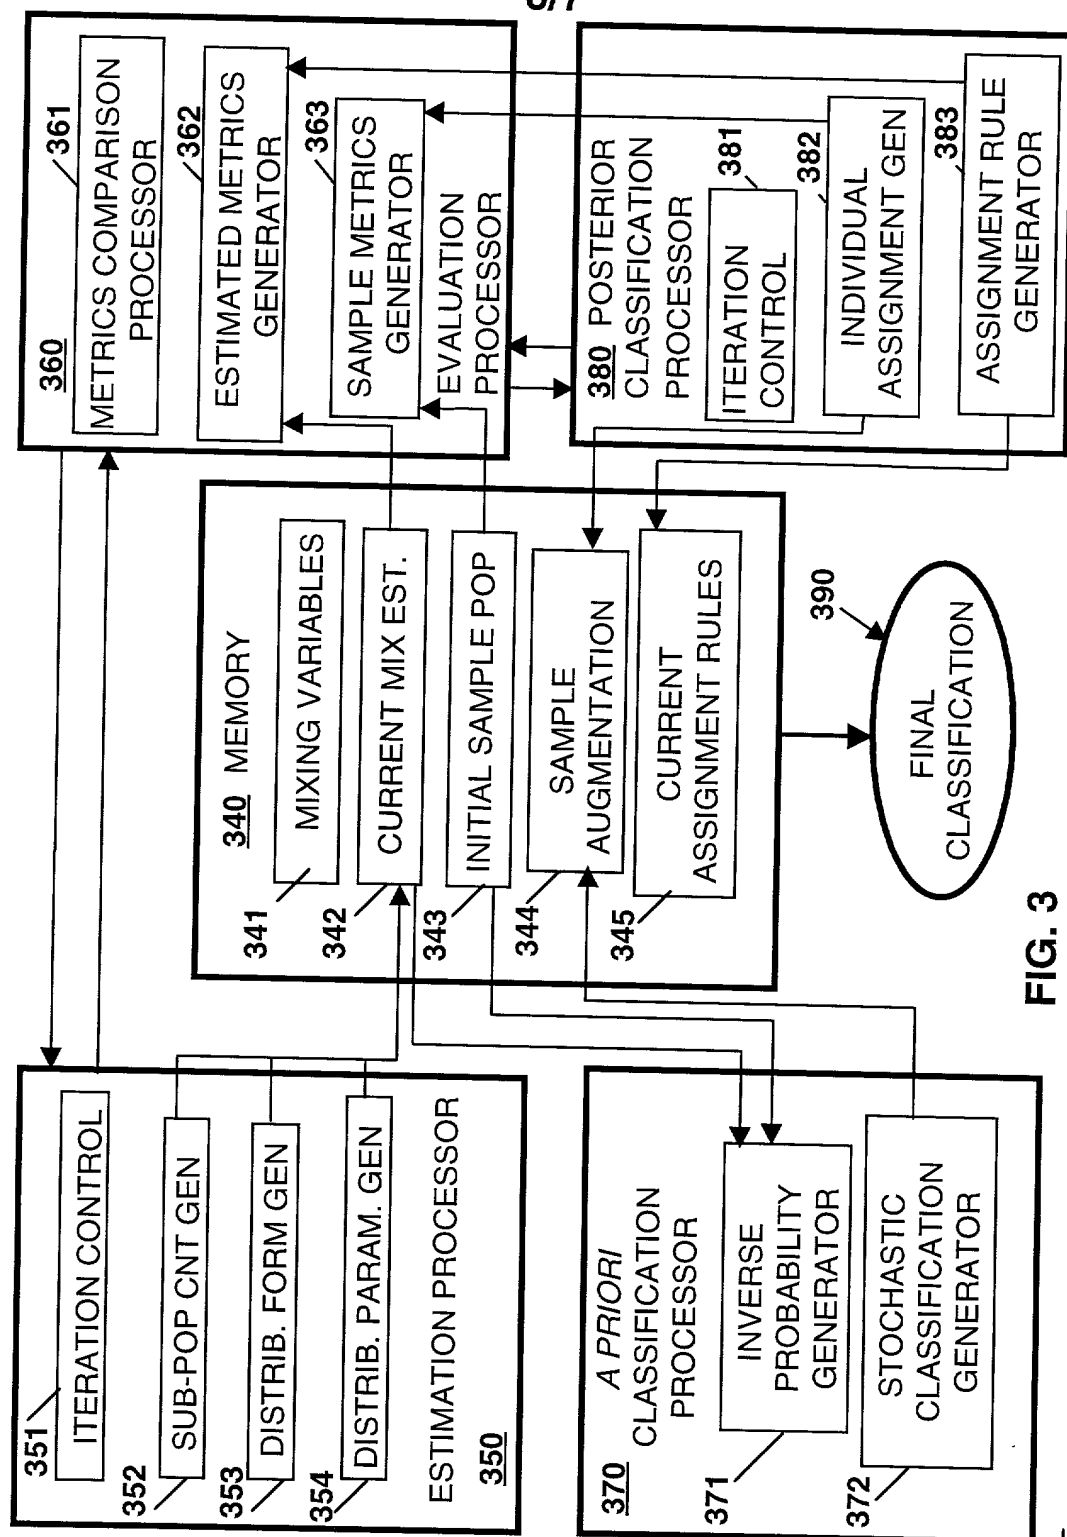 351
ITERATION CONTROL
352
SUB-POP CNT GEN
353
DISTRIB. FORM GEN
354
DISTRIB. PARAM. GEN
ESTIMATION PROCESSOR
350
340 MEMORY
341
MIXING VARIABLES
342
CURRENT MIX EST.
343
INITIAL SAMPLE POP
344
SAMPLE
AUGMENTATION
345
CURRENT
ASSIGNMENT RULES
360
361
METRICS COMPARISON
PROCESSOR
362
ESTIMATED METRICS
GENERATOR
363
SAMPLE METRICS
GENERATOR
EVALUATION
PROCESSOR
370
A PRIORI
CLASSIFICATION
PROCESSOR
371
INVERSE
PROBABILITY
GENERATOR
372
STOCHASTIC
CLASSIFICATION
GENERATOR
380 POSTERIOR
CLASSIFICATION
PROCESSOR
381
ITERATION
CONTROL
382
INDIVIDUAL
ASSIGNMENT GEN
383
ASSIGNMENT RULE
GENERATOR
390
FINAL
CLASSIFICATION
FIG. 3